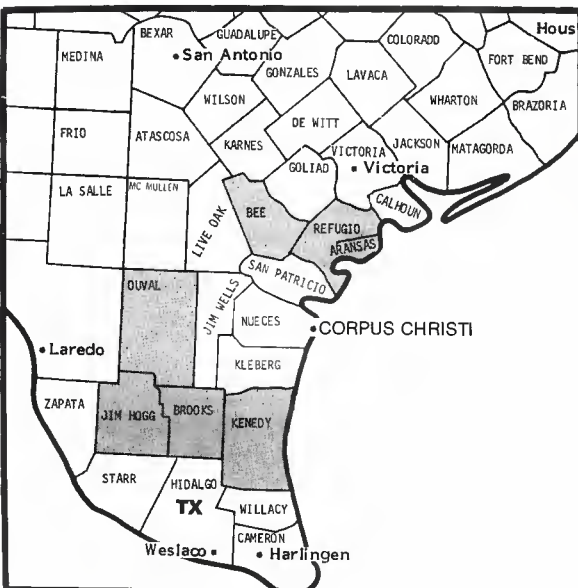 BEXAR
GUADALUPE
COLORADO
Hous
MEDINA
San Antonio
FORT BEND
GONZALES
LAVACA
WILSON
WHARTON
BRAZORIA
DE WITT
FRIO
ATASCOSA
KARNES
VICTORIA
JACKSON
MATAGORDA
GOLIAD
Victoria
LA SALLE
MC MULLEN
CALHOUN
LIVE OAK
BEE
REFUGIO
ARANSAS
SAN PATRICIO
DUVAL
JIM WELLS
NUECES
CORPUS CHRISTI
Laredo
KLEBERG
ZAPATA
JIM HOGG
BROOKS
KENEDY
STARR
HIDALGO
TX
WILLACY
CAMERON
Weslaco
Harlingen